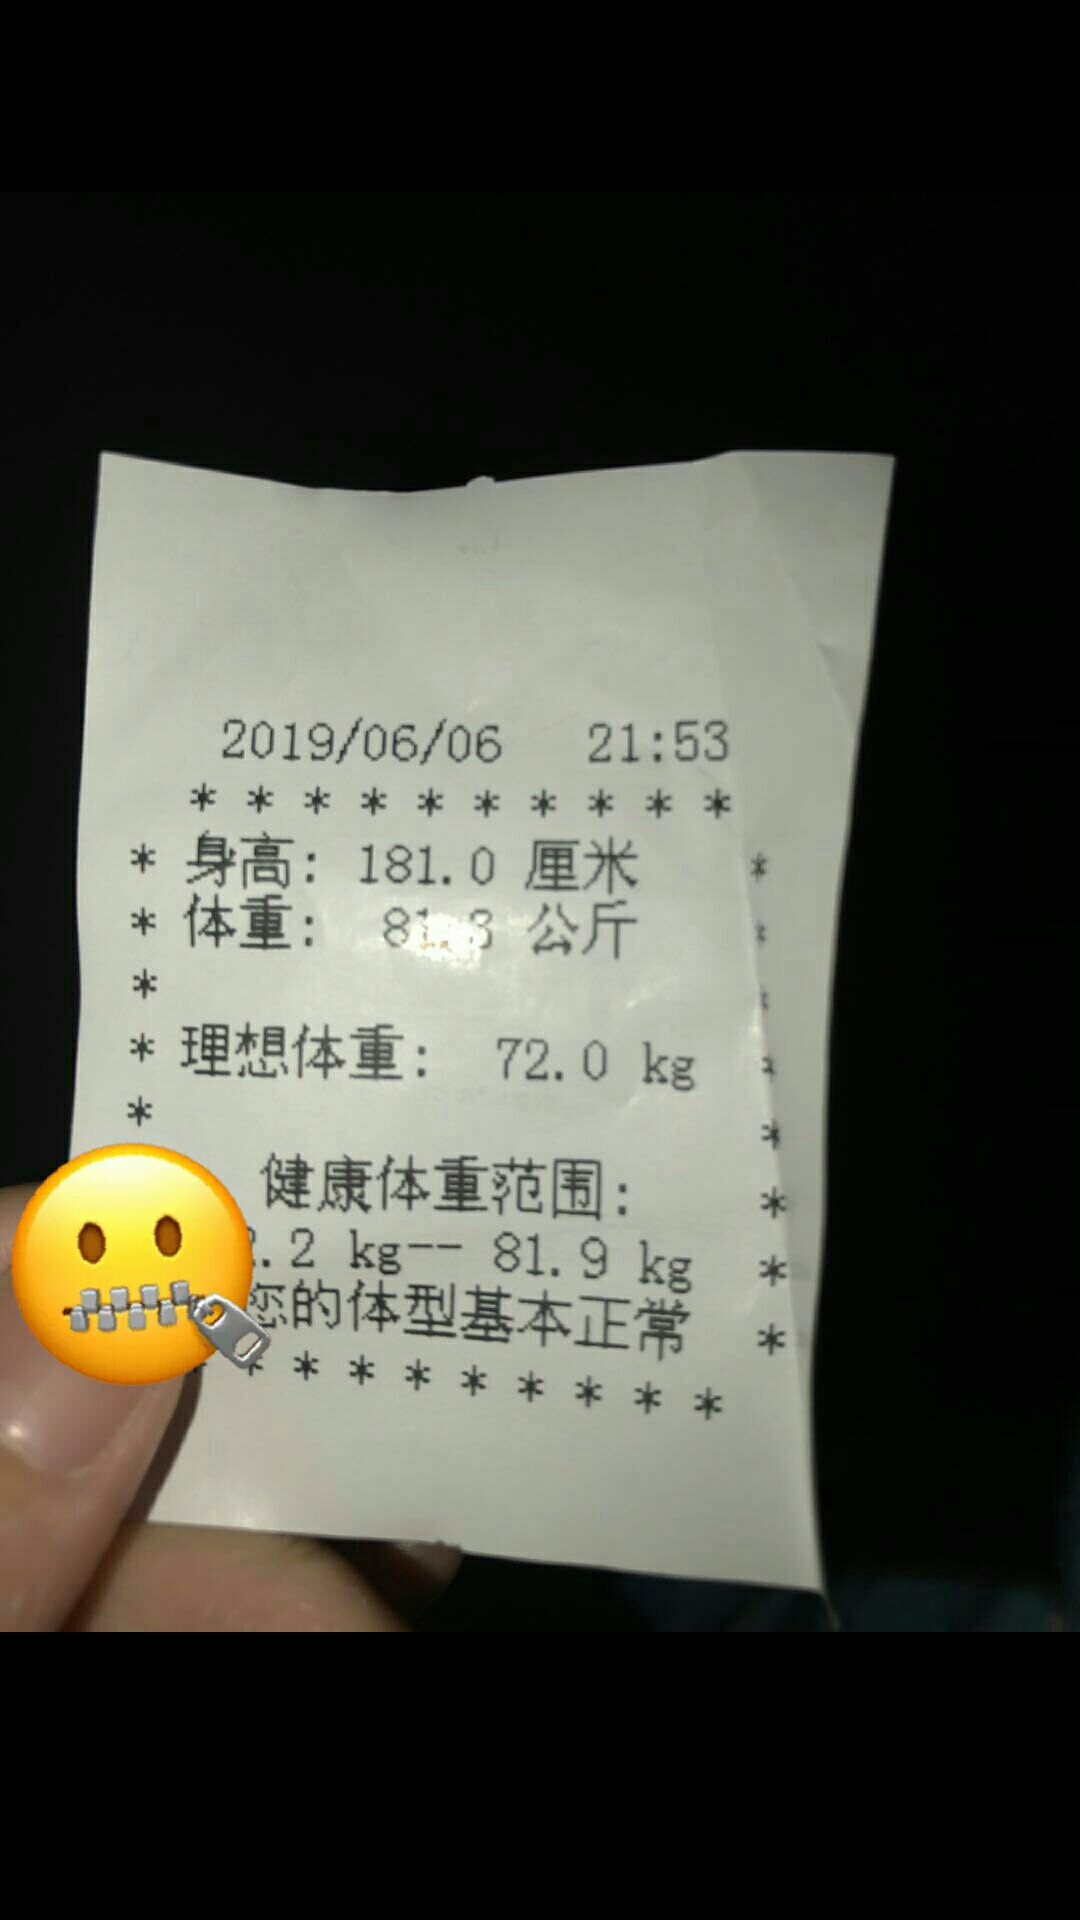 2019/06/06 21:53
* * * * * * * * * *
* 身高: 181.0 厘米 *
* 体重: 公斤 *
* *
* 理想体重: 72.0 kg *
* *
健康体重范围: *
.2 kg-- 81.9 kg *
您的体型基本正常 *
* * * * * * * * * *